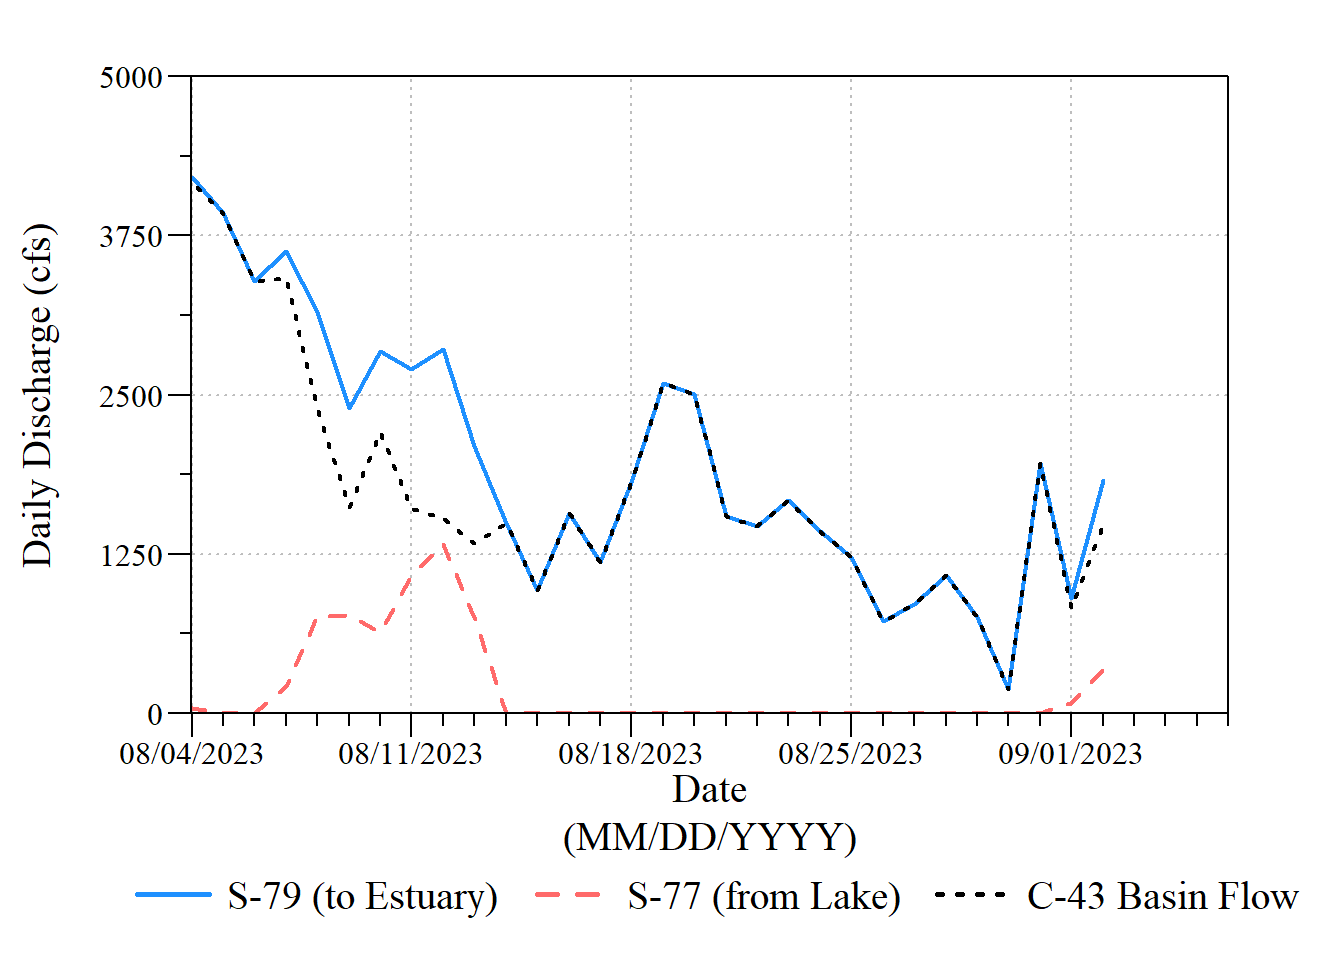 5000
3750
2500
1250
0
Daily Discharge (cfs)
08/04/2023 08/11/2023 08/18/2023 08/25/2023 09/01/2023
Date
(MM/DD/YYYY)
S-79 (to Estuary) S-77 (from Lake) C-43 Basin Flow